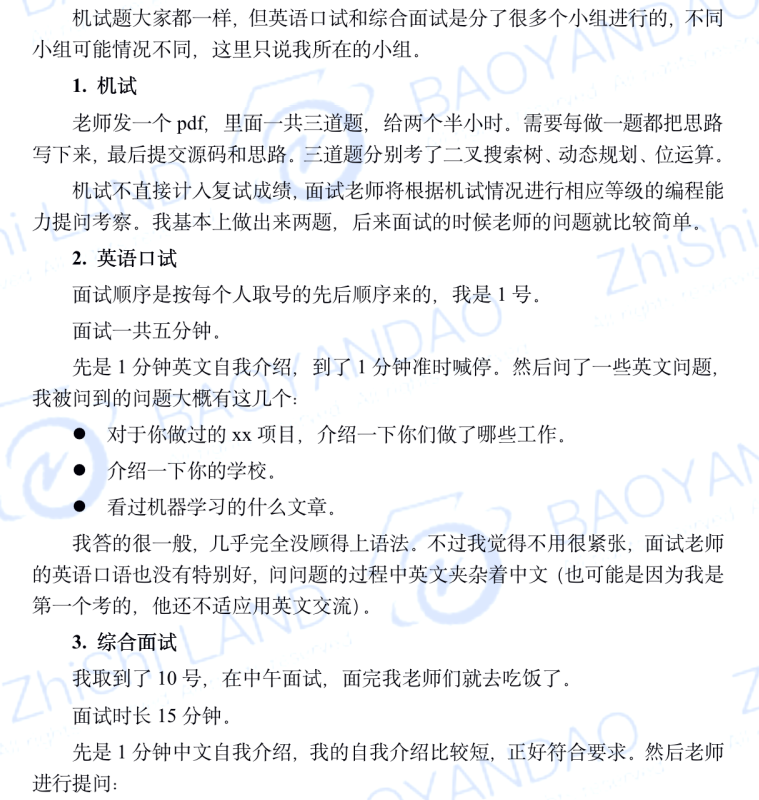 机试题大家都一样，但英语口试和综合面试是分了很多个小组进行的，不同
小组可能情况不同，这里只说我所在的小组。
1. 机试
老师发一个 pdf，里面一共三道题，给两个半小时。需要每做一题都把思路
写下来，最后提交源码和思路。三道题分别考了二叉搜索树、动态规划、位运算。
机试不直接计入复试成绩，面试老师将根据机试情况进行相应等级的编程能
力提问考察。我基本上做出来两题，后来面试的时候老师的问题就比较简单。
2. 英语口试
面试顺序是按每个人取号的先后顺序来的，我是 1 号。
面试一共五分钟。
先是 1 分钟英文自我介绍，到了 1 分钟准时喊停。然后问了一些英文问题，
我被问到的问题大概有这几个：
● 对于你做过的 xx 项目，介绍一下你们做了哪些工作。
● 介绍一下你的学校。
● 看过机器学习的什么文章。
我答的很一般，几乎完全没顾得上语法。不过我觉得不用很紧张，面试老师
的英语口语也没有特别好，问问题的过程中英文夹杂着中文（也可能是因为我是
第一个考的，他还不适应用英文交流）。
3. 综合面试
我取到了 10 号，在中午面试，面完我老师们就去吃饭了。
面试时长 15 分钟。
先是 1 分钟中文自我介绍，我的自我介绍比较短，正好符合要求。然后老师
进行提问：
BAOYANDAO
ZhiShi LAND
ZhiShi
BAOYANDAO
BAOYAN
ZhiShi LAND
BAOYANDAO